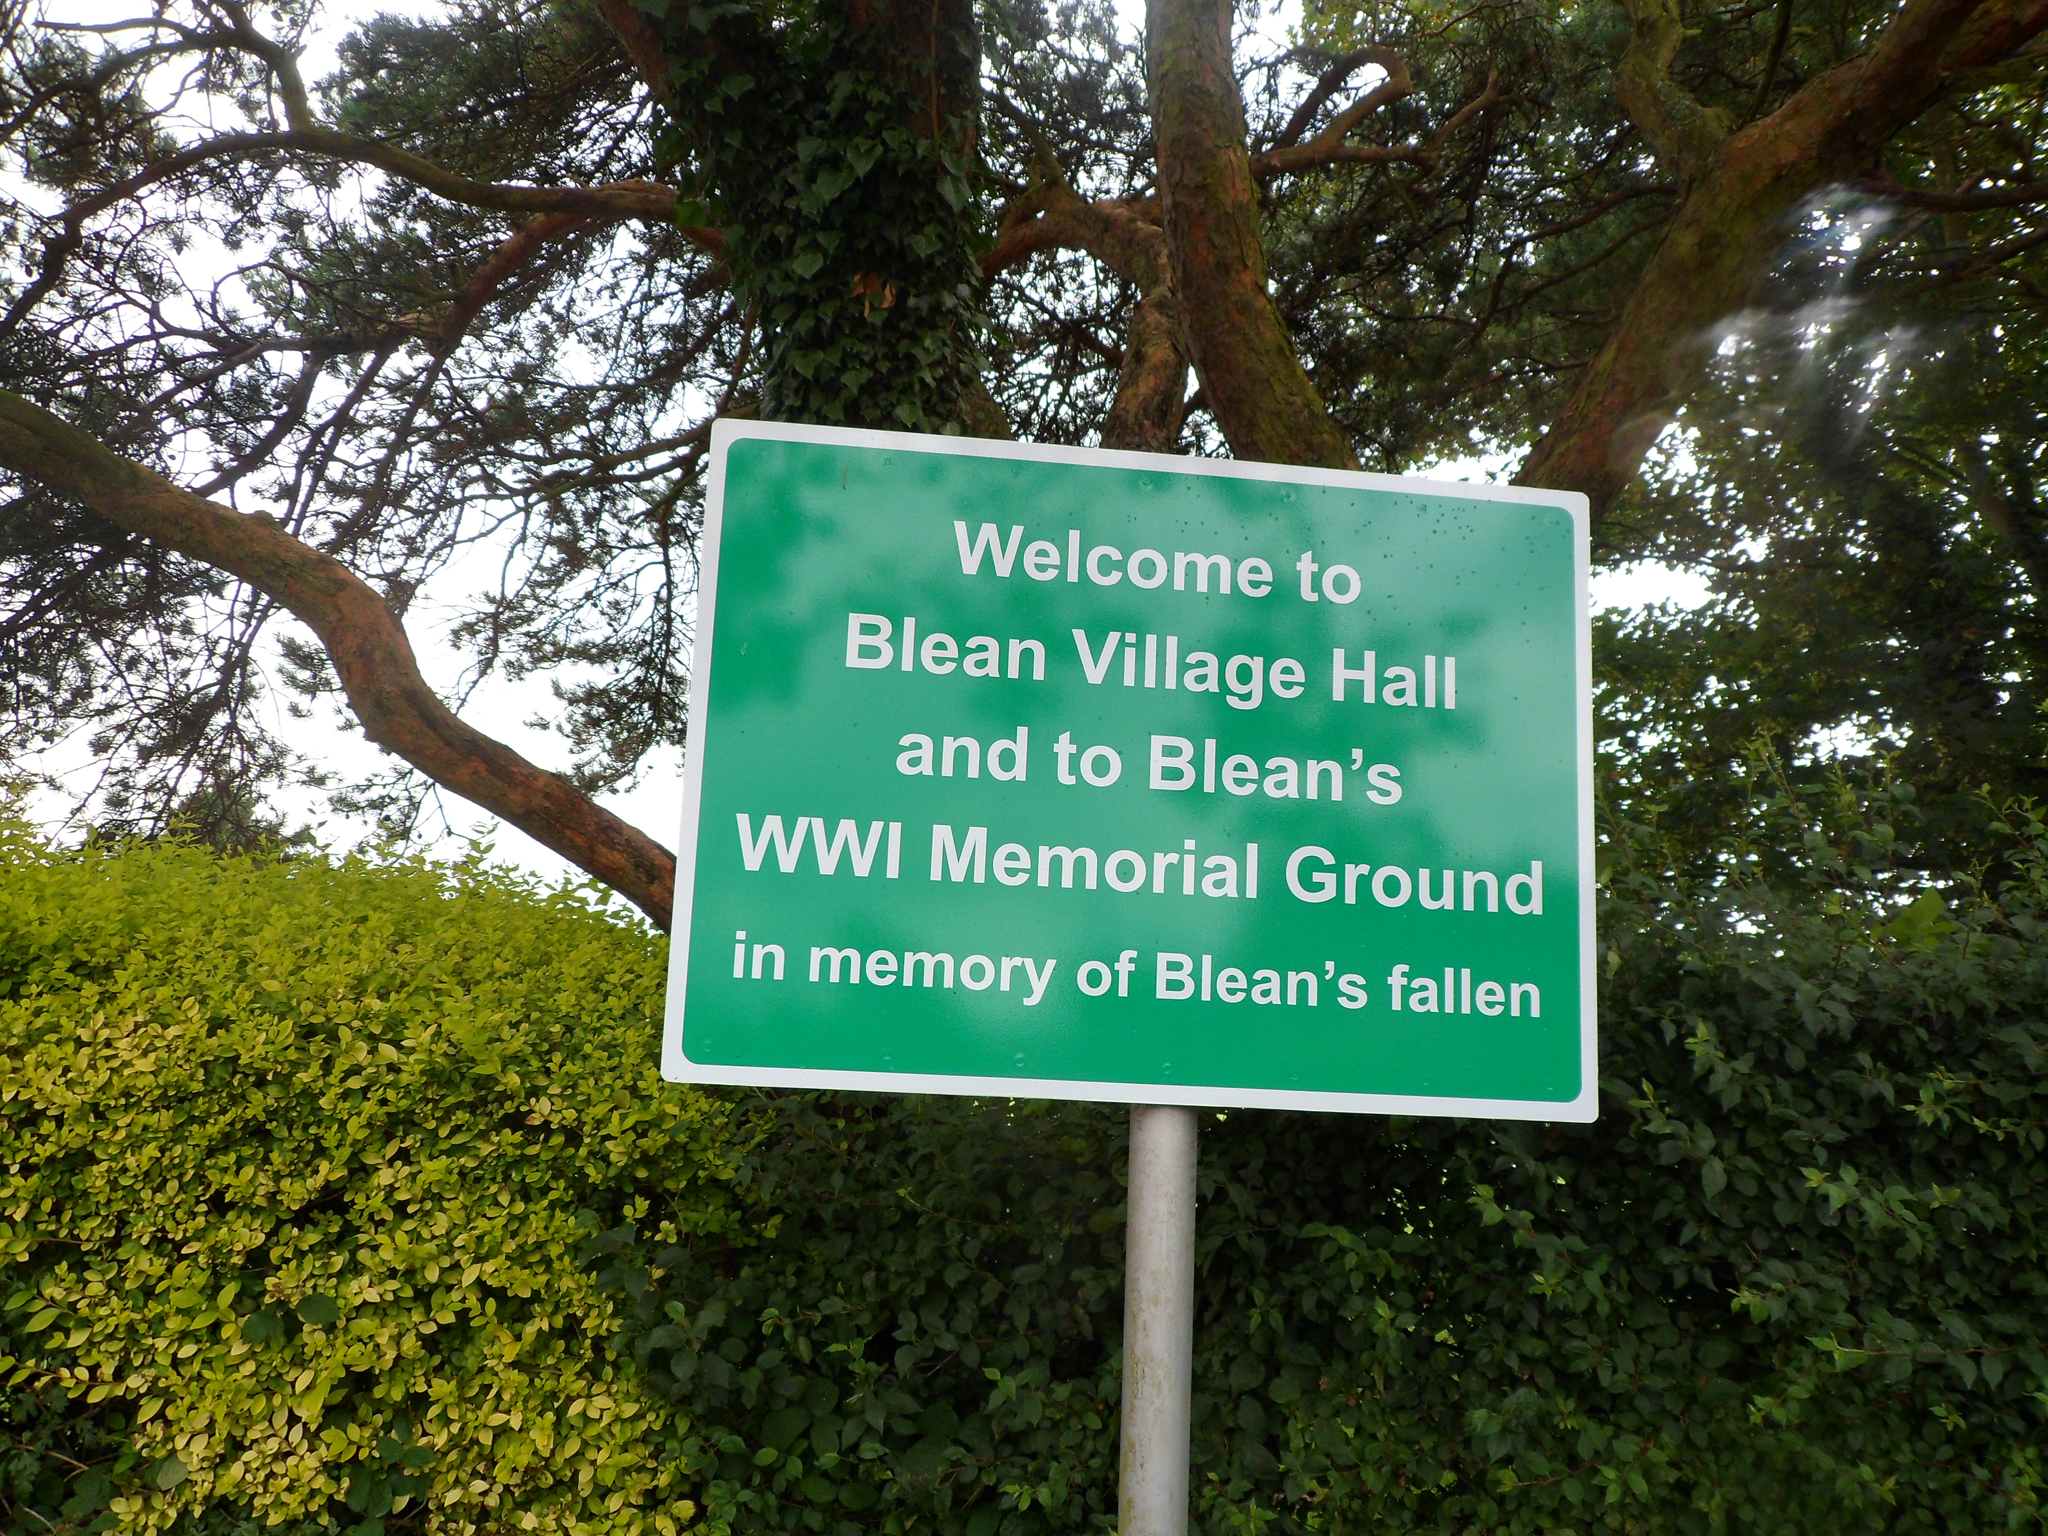 Welcome to
Blean Village Hall
and to Blean’s
WWI Memorial Ground
in memory of Blean’s fallen